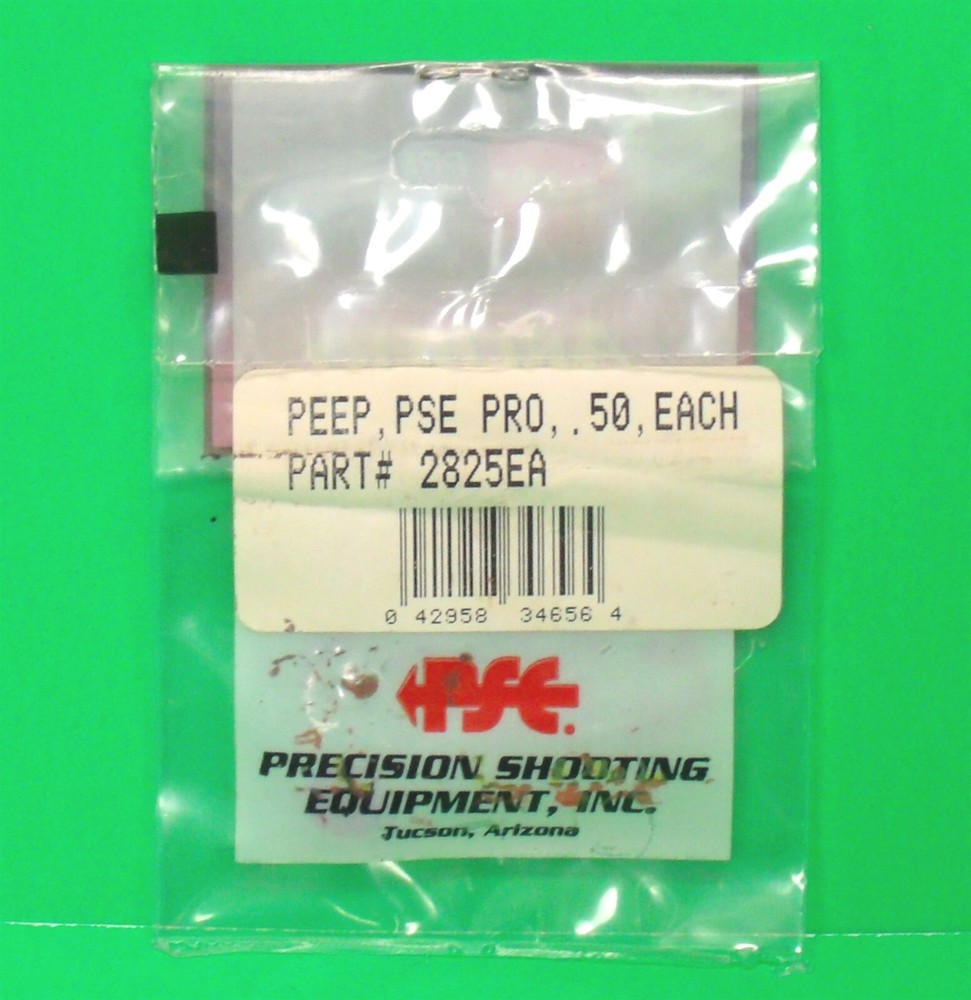 PEEP, PSE PRO, .50, EACH
PART# 2825EA
0 42958 34656 4
PSE
PRECISION SHOOTING
EQUIPMENT, INC.
Tucson, Arizona